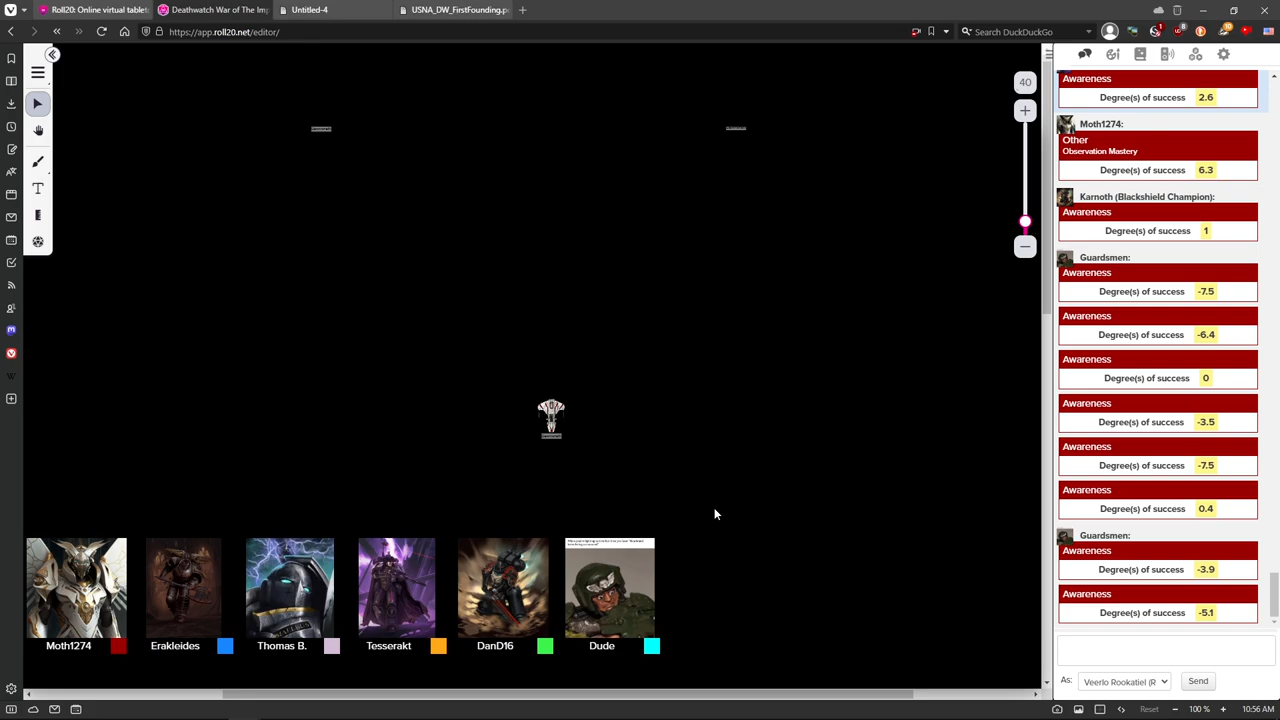 Roll20: Online virtual tablet
Deathwatch War of The Imp
Untitled-4
USNA_DW_FirstFounding.p
https://app.roll20.net/editor/
Search DuckDuckGo
1
8
10
40
Awareness
Degree(s) of success 2.6
Moth1274:
Other
Observation Mastery
Degree(s) of success 6.3
Karnoth (Blackshield Champion):
Awareness
Degree(s) of success 1
Guardsmen:
Awareness
Degree(s) of success -7.5
Awareness
Degree(s) of success -6.4
Awareness
Degree(s) of success 0
Awareness
Degree(s) of success -3.5
Awareness
Degree(s) of success -7.5
Awareness
Degree(s) of success 0.4
Guardsmen:
Awareness
Degree(s) of success -3.9
Awareness
Degree(s) of success -5.1
Moth1274
Erakleides
Thomas B.
Tesserakt
DanD16
Dude
As: Veerlo Rookatiel (R
Send
Reset
100 %
10:56 AM